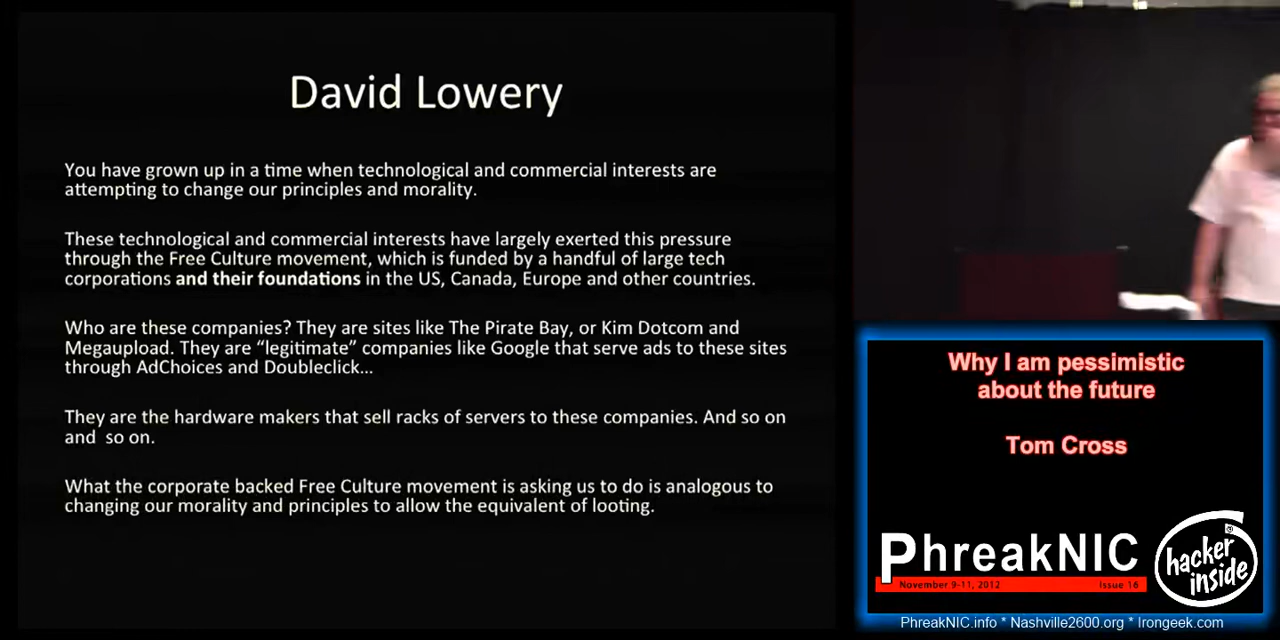 David Lowery
You have grown up in a time when technological and commercial interests are
attempting to change our principles and morality.
These technological and commercial interests have largely exerted this pressure
through the Free Culture movement, which is funded by a handful of large tech
corporations and their foundations in the US, Canada, Europe and other countries.
Who are these companies? They are sites like The Pirate Bay, or Kim Dotcom and
Megaupload. They are “legitimate” companies like Google that serve ads to these sites
through AdChoices and Doubleclick...
They are the hardware makers that sell racks of servers to these companies. And so on
and  so on.
What the corporate backed Free Culture movement is asking us to do is analogous to
changing our morality and principles to allow the equivalent of looting.
Why I am pessimistic
about the future
Tom Cross
PhreakNIC
November 9-11, 2012 Issue 16
hacker
inside
PhreakNIC.info * Nashville2600.org * Irongeek.com